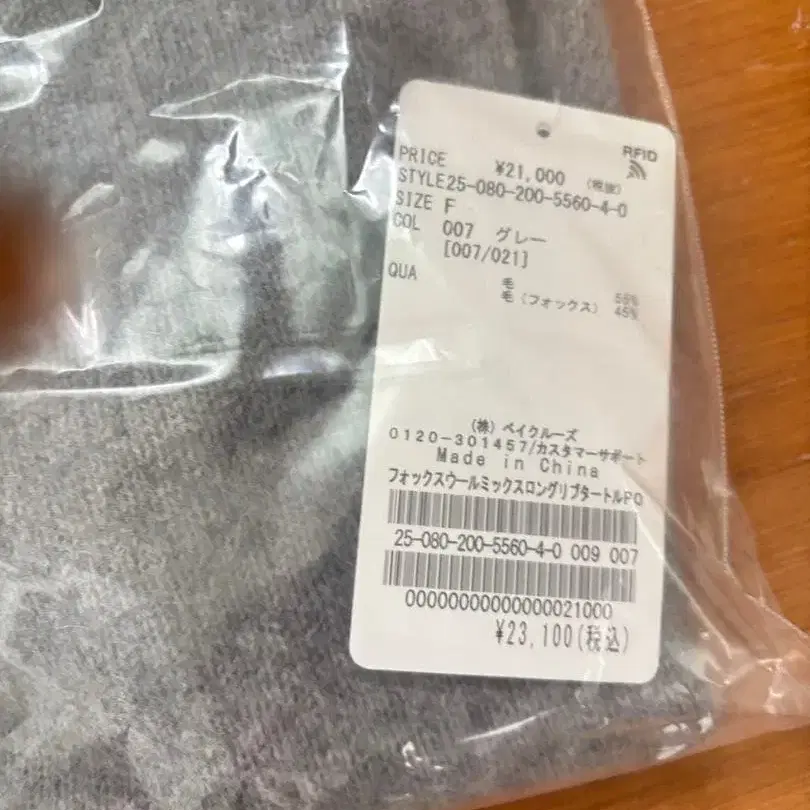 RFID
PRICE ¥21,000 (税抜)
STYLE25-080-200-5560-4-0
SIZE F
COL 007 グレー
[007/021]
QUA 毛 55%
毛(フォックス) 45%
(株)ベイクルーズ
0120-301457/カスタマーサポート
Made in China
フォックスウールミックスロングリブタートルPO
25-080-200-5560-4-0 009 007
00000000000000021000
¥23,100(税込)